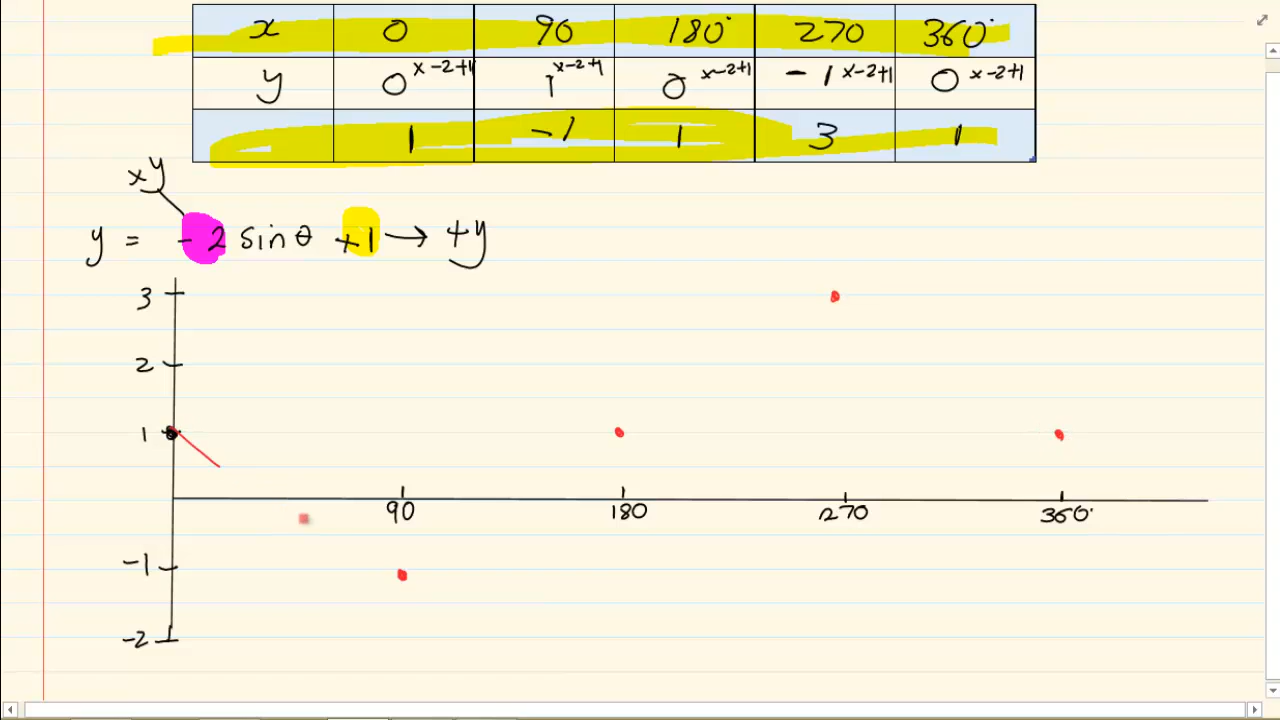 x 0 90 180° 270 360°
y 0 x-2+1 1 x-2+1 0 x-2+1 -1 x-2+1 0 x-2+1
1 -1 1 3 1
xy
y = -2 sinθ +1 → +y
3
2
1
90 180 270 360°
-1
-2